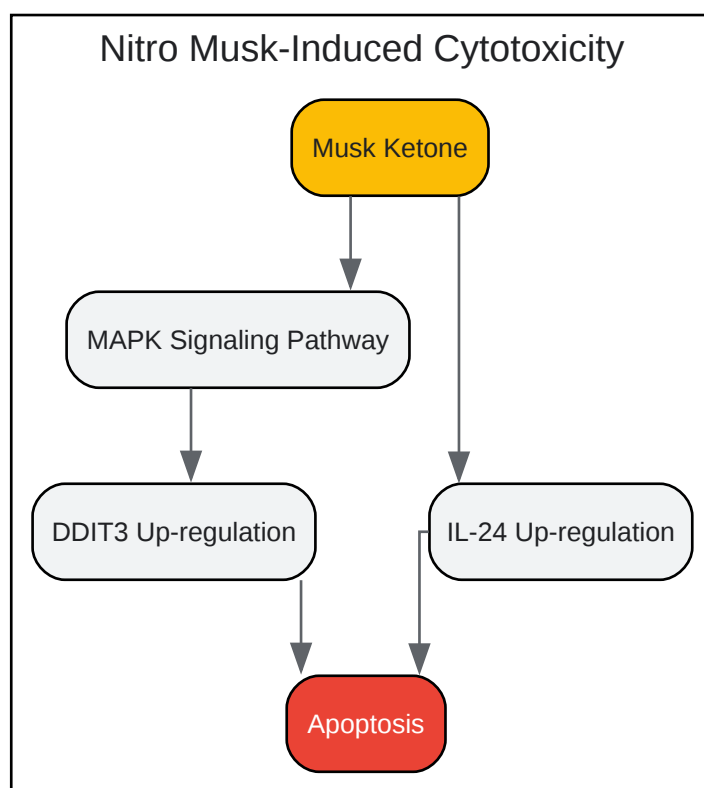 Nitro Musk-Induced Cytotoxicity
Musk Ketone
MAPK Signaling Pathway
DDIT3 Up-regulation
IL-24 Up-regulation
Apoptosis